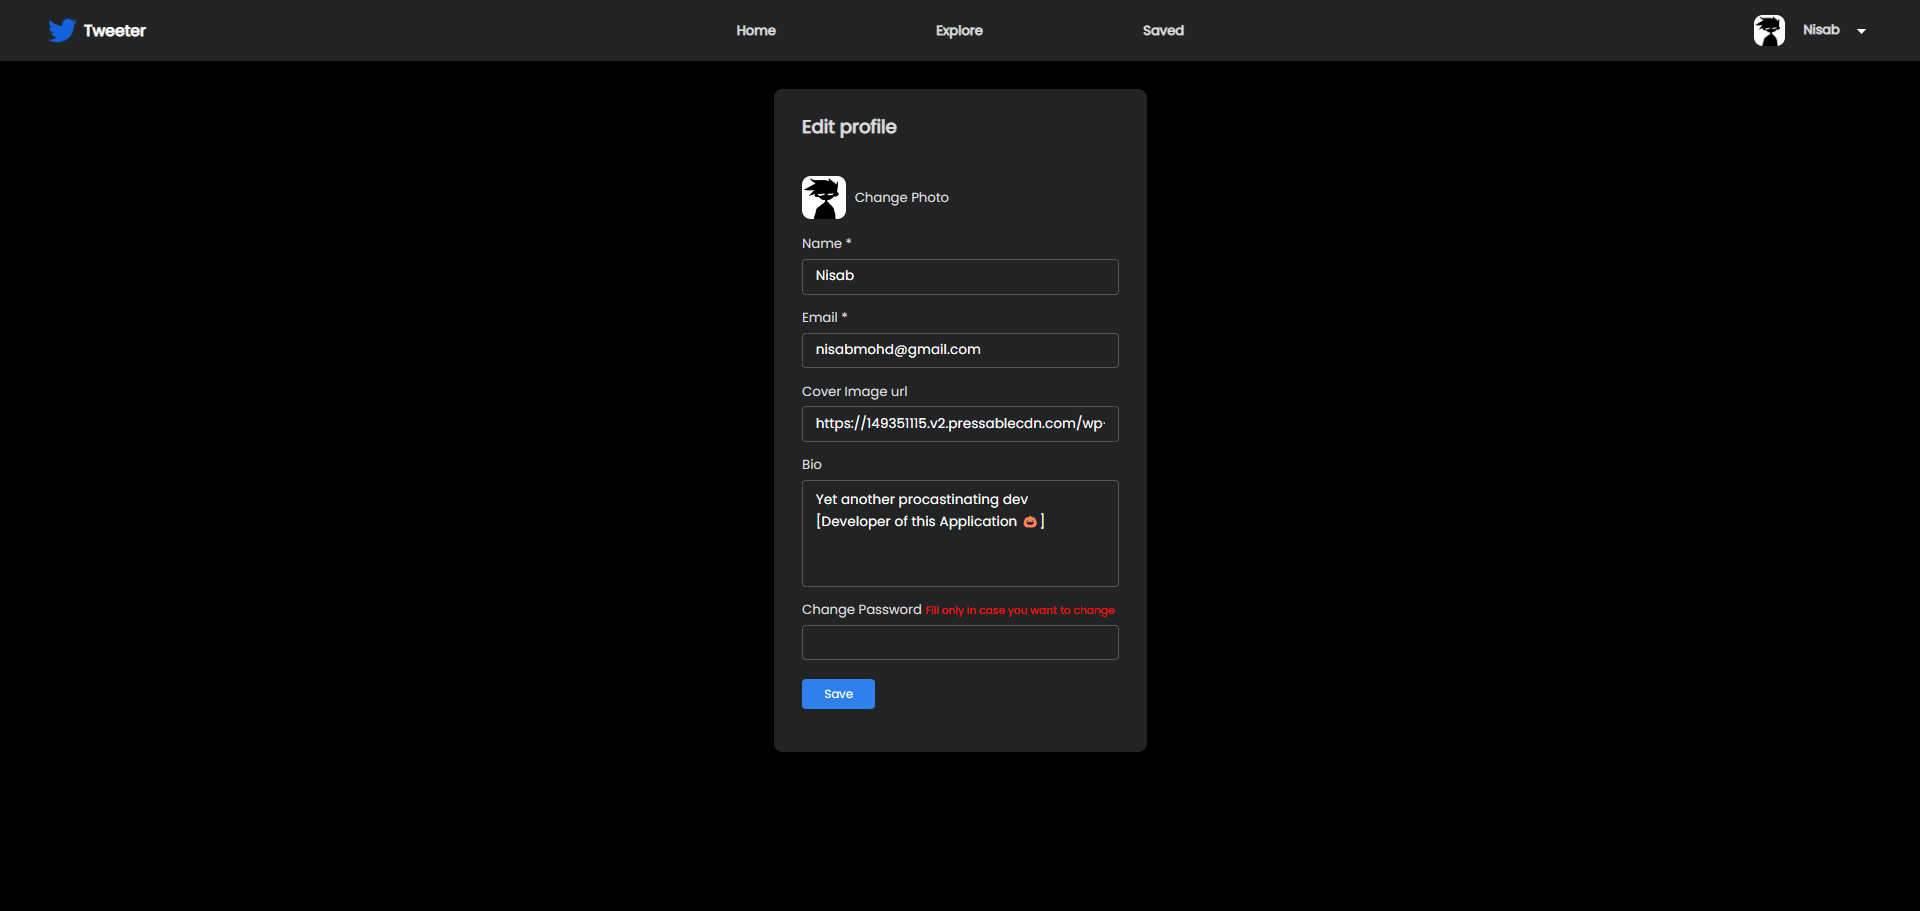 Tweeter
Home
Explore
Saved
Nisab
Edit profile
Change Photo
Name *
Nisab
Email *
nisabmohd@gmail.com
Cover Image url
https://149351115.v2.pressablecdn.com/wp-
Bio
Yet another procastinating dev
[Developer of this Application 🎃 ]
Change Password Fill only in case you want to change
Save